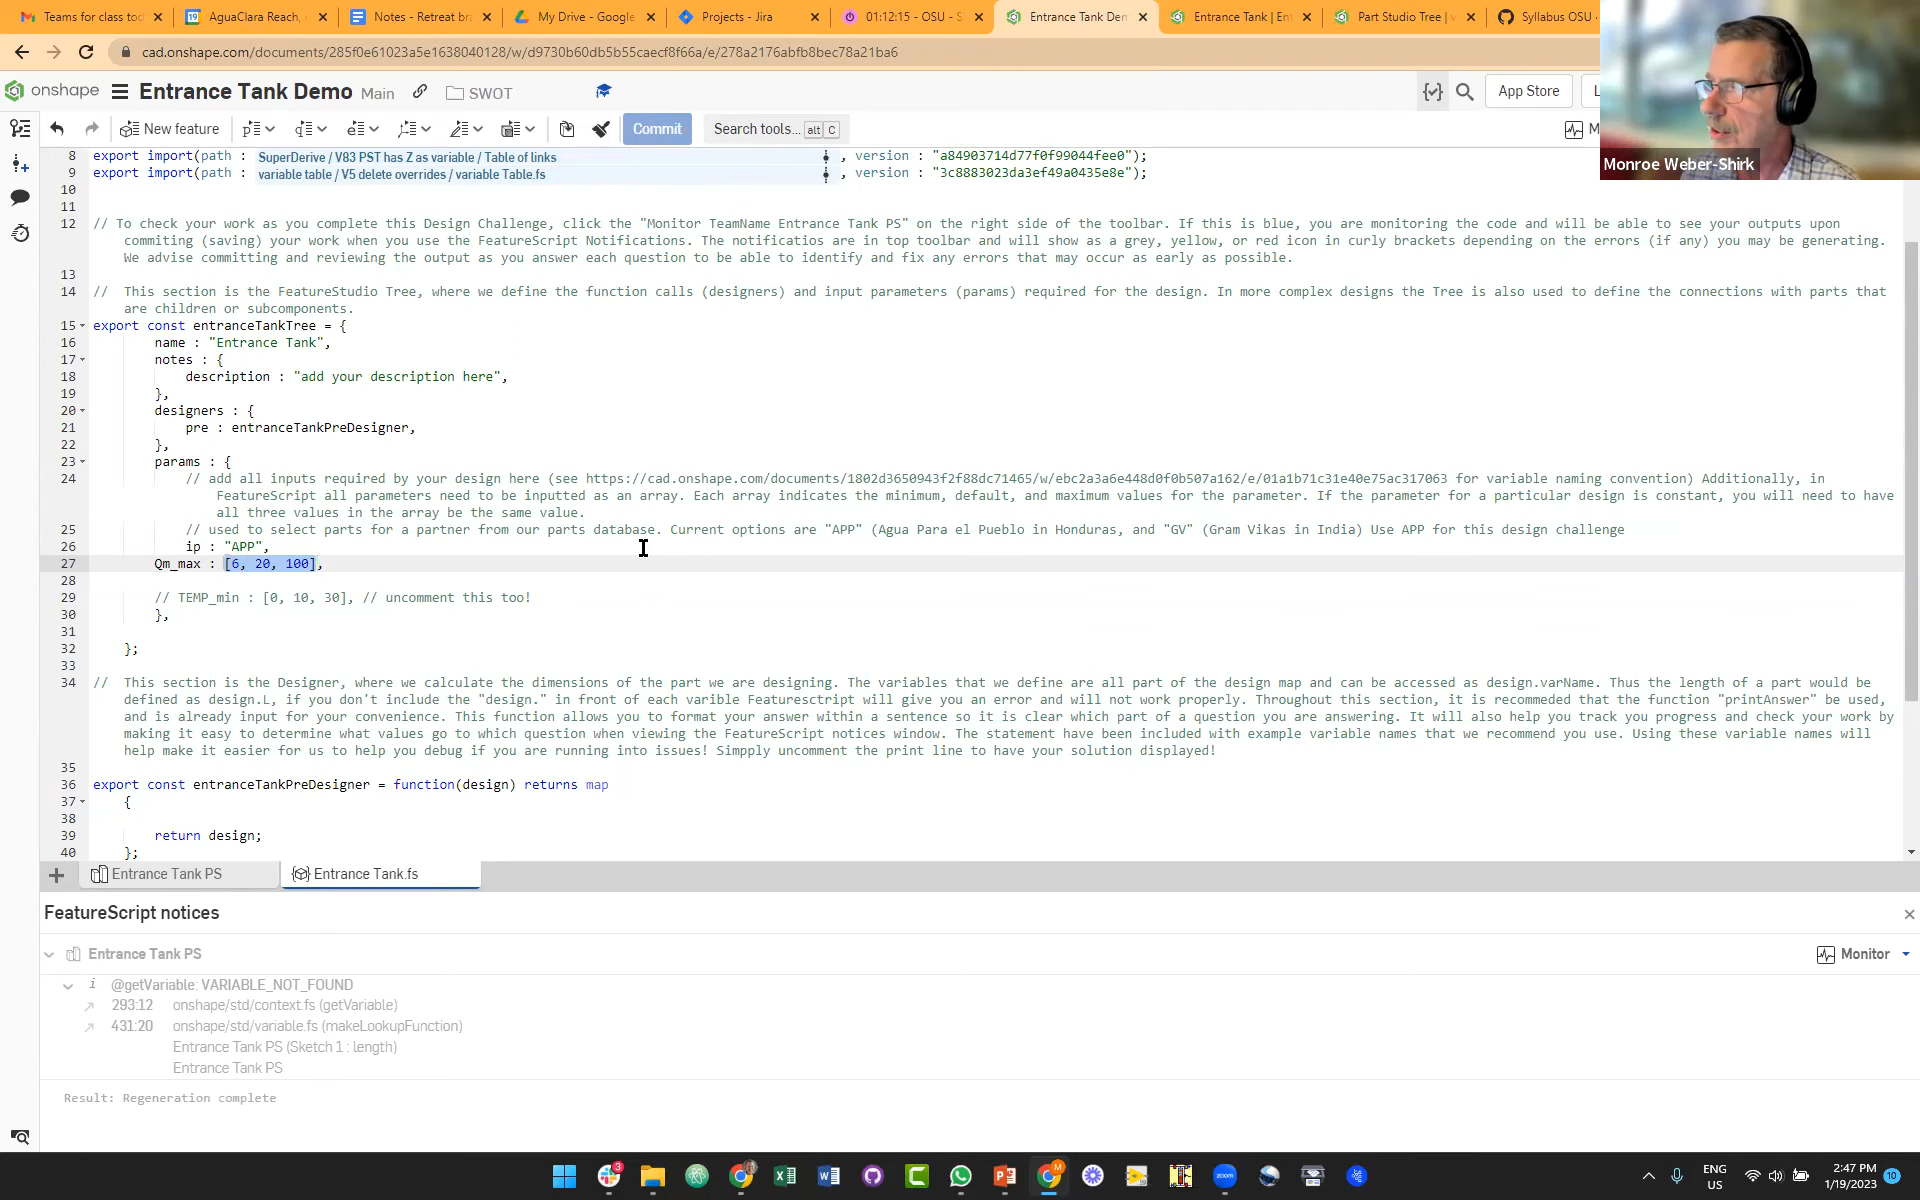 Teams for class tod
AguaClara Reach,
Notes - Retreat br
My Drive - Google
Projects - Jira
01:12:15 - OSU - S
Entrance Tank Den
Entrance Tank | Ent
Part Studio Tree | v
Syllabus OSU
cad.onshape.com/documents/285f0e61023a5e1638040128/w/d9730b60db5b55caecf8f66a/e/278a2176abfb8bec78a21ba6
onshape Entrance Tank Demo Main SWOT App Store
New feature Commit Search tools... alt C
8 export import(path : SuperDerive / V83 PST has Z as variable / Table of links , version : "a84903714d77f0f99044fee0");
9 export import(path : variable table / V5 delete overrides / variable Table.fs , version : "3c8883023da3ef49a0435e8e");
Monroe Weber-Shirk
10
11
12 // To check your work as you complete this Design Challenge, click the "Monitor TeamName Entrance Tank PS" on the right side of the toolbar. If this is blue, you are monitoring the code and will be able to see your outputs upon
commiting (saving) your work when you use the FeatureScript Notifications. The notificatios are in top toolbar and will show as a grey, yellow, or red icon in curly brackets depending on the errors (if any) you may be generating.
We advise committing and reviewing the output as you answer each question to be able to identify and fix any errors that may occur as early as possible.
13
14 // This section is the FeatureStudio Tree, where we define the function calls (designers) and input parameters (params) required for the design. In more complex designs the Tree is also used to define the connections with parts that
are children or subcomponents.
15 export const entranceTankTree = {
16 name : "Entrance Tank",
17 notes : {
18 description : "add your description here",
19 },
20 designers : {
21 pre : entranceTankPreDesigner,
22 },
23 params : {
24 // add all inputs required by your design here (see https://cad.onshape.com/documents/1802d3650943f2f88dc71465/w/ebc2a3a6e448d0f0b507a162/e/01a1b71c31e40e75ac317063 for variable naming convention) Additionally, in
FeatureScript all parameters need to be inputted as an array. Each array indicates the minimum, default, and maximum values for the parameter. If the parameter for a particular design is constant, you will need to have
all three values in the array be the same value.
25 // used to select parts for a partner from our parts database. Current options are "APP" (Agua Para el Pueblo in Honduras, and "GV" (Gram Vikas in India) Use APP for this design challenge
26 ip : "APP",
27 Qm_max : [6, 20, 100],
28
29 // TEMP_min : [0, 10, 30], // uncomment this too!
30 },
31
32 };
33
34 // This section is the Designer, where we calculate the dimensions of the part we are designing. The variables that we define are all part of the design map and can be accessed as design.varName. Thus the length of a part would be
defined as design.L, if you don't include the "design." in front of each varible Featuresctript will give you an error and will not work properly. Throughout this section, it is recommeded that the function "printAnswer" be used,
and is already input for your convenience. This function allows you to format your answer within a sentence so it is clear which part of a question you are answering. It will also help you track you progress and check your work by
making it easy to determine what values go to which question when viewing the FeatureScript notices window. The statement have been included with example variable names that we recommend you use. Using these variable names will
help make it easier for us to help you debug if you are running into issues! Simpply uncomment the print line to have your solution displayed!
35
36 export const entranceTankPreDesigner = function(design) returns map
37 {
38
39 return design;
40 };
Entrance Tank PS
Entrance Tank.fs
FeatureScript notices
Entrance Tank PS Monitor
@getVariable: VARIABLE_NOT_FOUND
293:12 onshape/std/context.fs (getVariable)
431:20 onshape/std/variable.fs (makeLookupFunction)
Entrance Tank PS (Sketch 1 : length)
Entrance Tank PS
Result: Regeneration complete
ENG
US
2:47 PM
1/19/2023
10